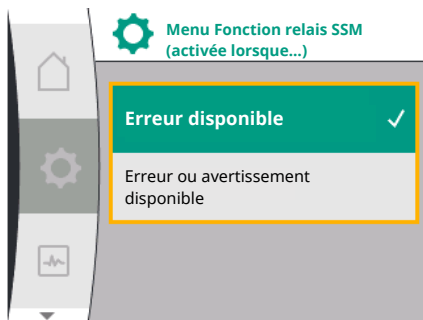 Menu Fonction relais SSM
(activée lorsque...)
Erreur disponible
Erreur ou avertissement
disponible